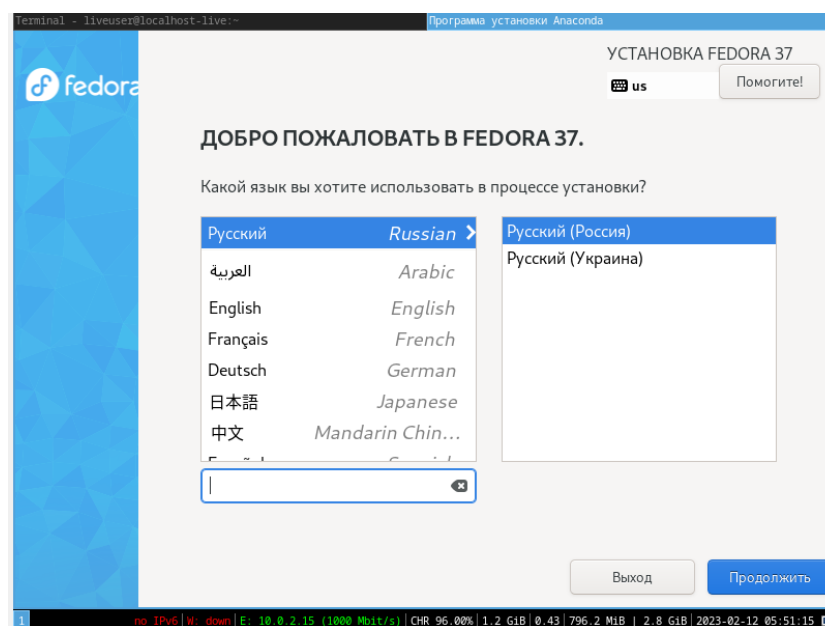 Terminal - liveuser@localhost-live:~
Программа установки Anaconda
УСТАНОВКА FEDORA 37
fedora
us
Помогите!
ДОБРО ПОЖАЛОВАТЬ В FEDORA 37.
Какой язык вы хотите использовать в процессе установки?
Русский Russian
العربية Arabic
English English
Français French
Deutsch German
日本語 Japanese
中文 Mandarin Chin...
Русский (Россия)
Русский (Украина)
Выход
Продолжить
1 no IPv6 | W: down | E: 10.0.2.15 (1000 Mbit/s) | CHR 96.00% | 1.2 GiB | 0.43 | 796.2 MiB | 2.8 GiB | 2023-02-12 05:51:15